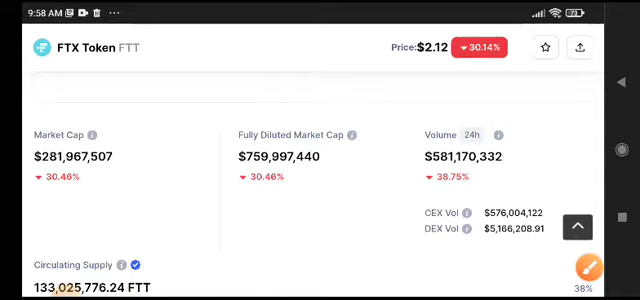 9:58 AM
73
FTX Token FTT
Price:$2.12 30.14%
Market Cap
$281,967,507
30.46%
Fully Diluted Market Cap
$759,997,440
30.46%
Volume 24h
$581,170,332
38.75%
CEX Vol $576,004,122
DEX Vol $5,166,208.91
Circulating Supply
133,025,776.24 FTT
38%